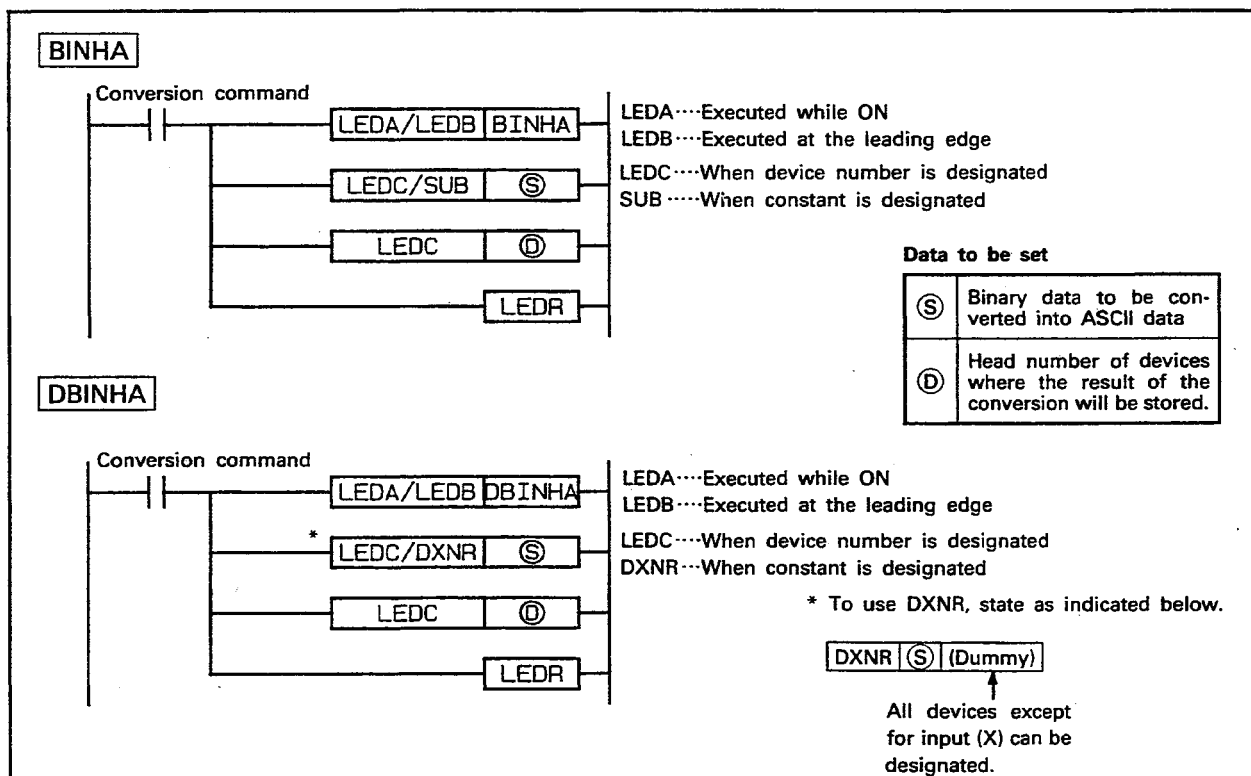 BINHA
Conversion command
LEDA/LEDB BINHA
LEDA····Executed while ON
LEDB····Executed at the leading edge
LEDC/SUB Ⓢ
LEDC····When device number is designated
SUB ·····When constant is designated
LEDC Ⓓ
LEDR
Data to be set
Ⓢ Binary data to be con-
verted into ASCII data
Ⓓ Head number of devices
where the result of the
conversion will be stored.
DBINHA
Conversion command
LEDA/LEDB DBINHA
LEDA····Executed while ON
LEDB····Executed at the leading edge
* LEDC/DXNR Ⓢ
LEDC····When device number is designated
DXNR···When constant is designated
LEDC Ⓓ
LEDR
* To use DXNR, state as indicated below.
DXNR Ⓢ (Dummy)
All devices except
for input (X) can be
designated.